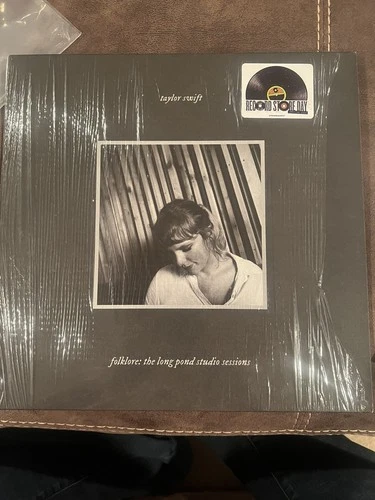 taylor swift
RECORD STORE DAY
folklore: the long pond studio sessions